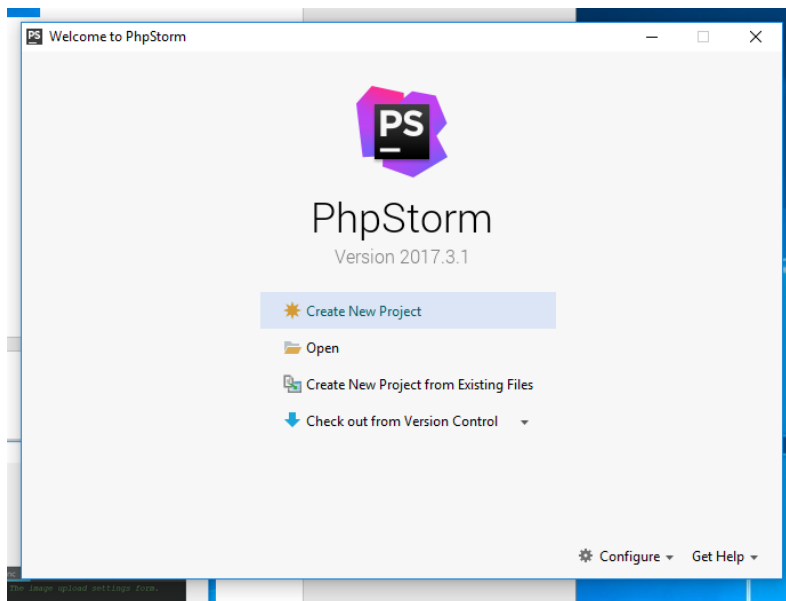 PS Welcome to PhpStorm
PS
PhpStorm
Version 2017.3.1
Create New Project
Open
Create New Project from Existing Files
Check out from Version Control
Configure Get Help
The image upload settings form.